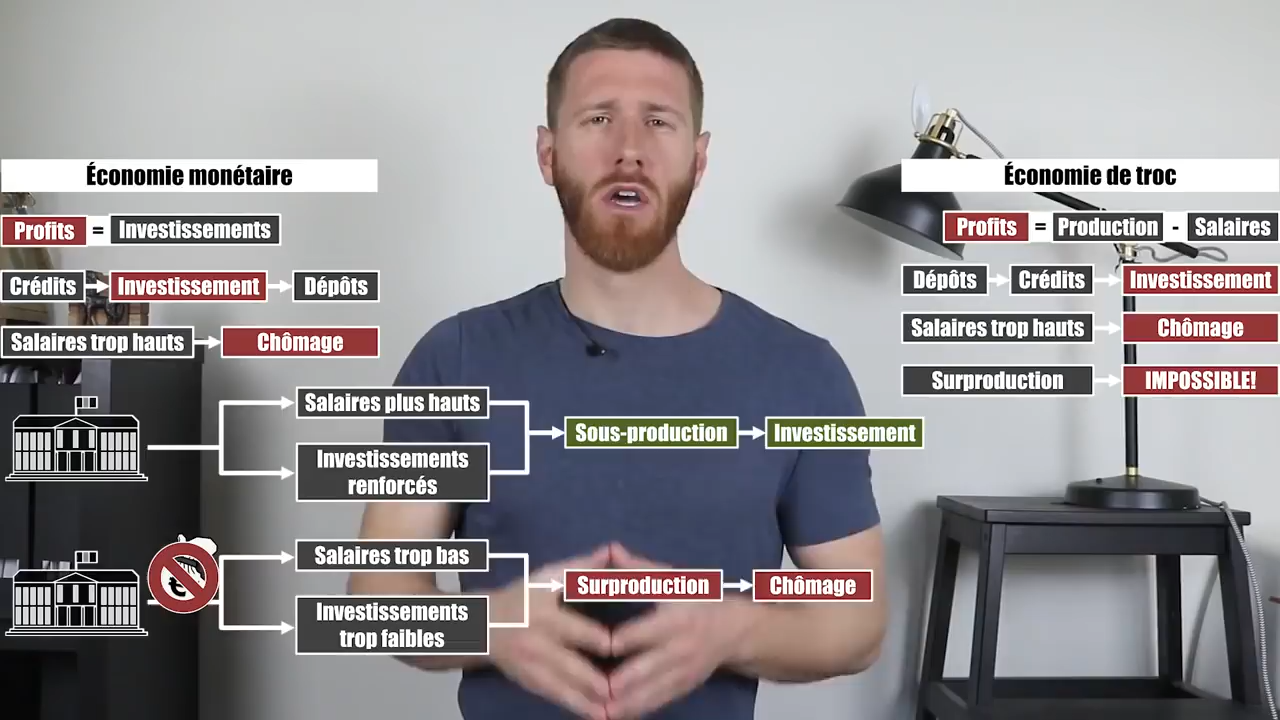 Économie monétaire
Profits = Investissements
Crédits Investissement Dépôts
Salaires trop hauts Chômage
Salaires plus hauts
Investissements
renforcés
Sous-production Investissement
Salaires trop bas
Investissements
trop faibles
Surproduction Chômage
Économie de troc
Profits = Production - Salaires
Dépôts Crédits Investissement
Salaires trop hauts Chômage
Surproduction IMPOSSIBLE!